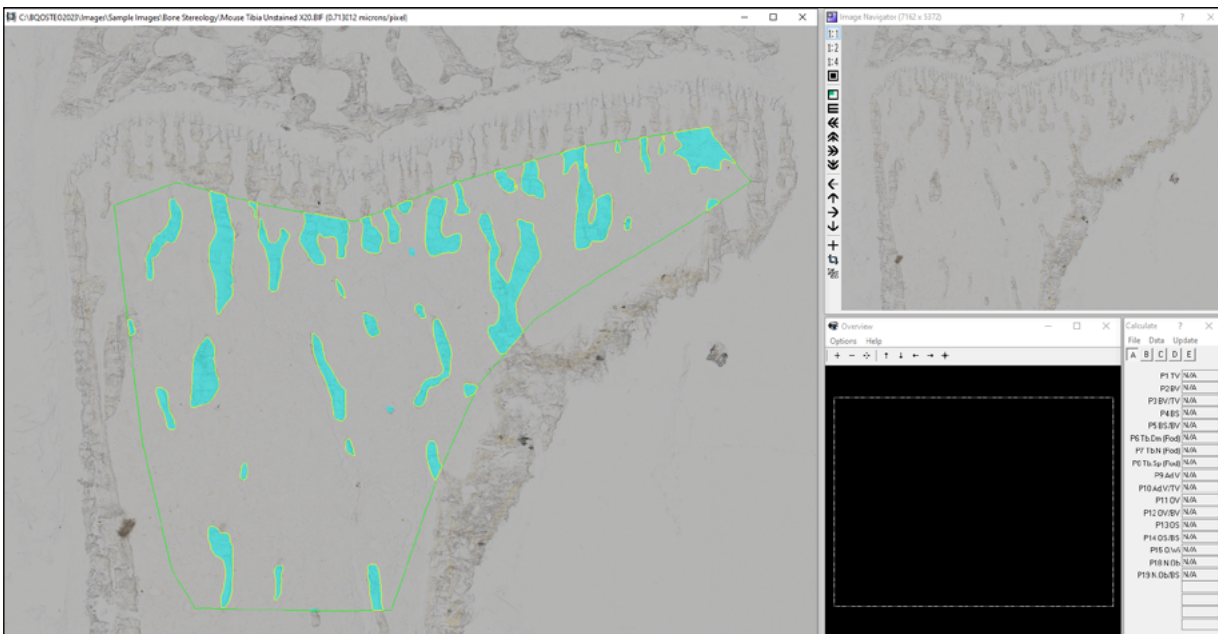 C:\BQOSTEO2023\Images\Sample Images\Bone Stereology\Mouse Tibia Unstained X20.BIF (0.713012 microns/pixel)
Image Navigator (7162 x 5372)
1:1
1:2
1:4
Overview
Options Help
Calculate
File Data Update
A B C D E
P1 TV N/A
P2 BV N/A
P3 BV/TV N/A
P4 BS N/A
P5 BS/BV N/A
P6 Tb.Dm (Rod) N/A
P7 Tb.N (Rod) N/A
P8 Tb.Sp (Rod) N/A
P9 Ad V N/A
P10 Ad V/TV N/A
P11 OV N/A
P12 OV/BV N/A
P13 OS N/A
P14 OS/BS N/A
P15 O.Wi N/A
P18 N.Ob N/A
P19 N.Ob/BS N/A